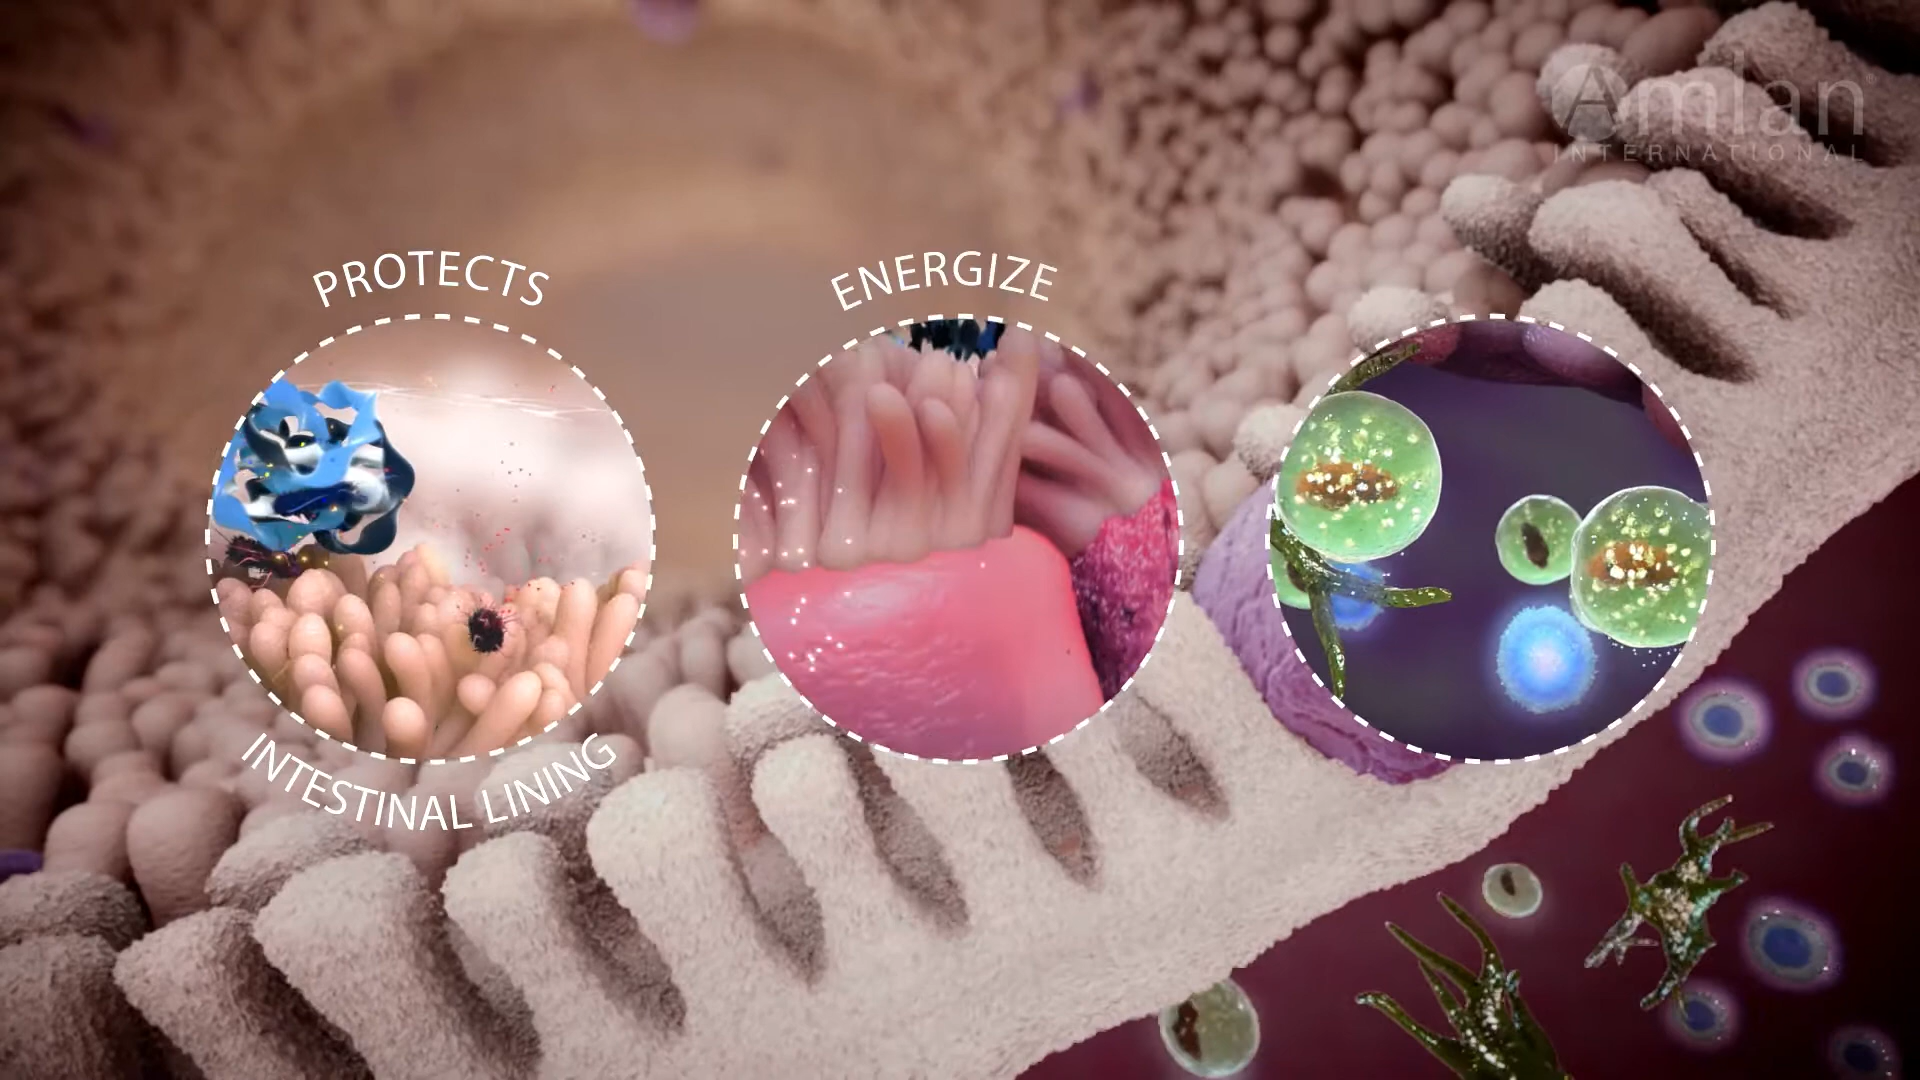 Amlan
INTERNATIONAL
PROTECTS
INTESTINAL LINING
ENERGIZE